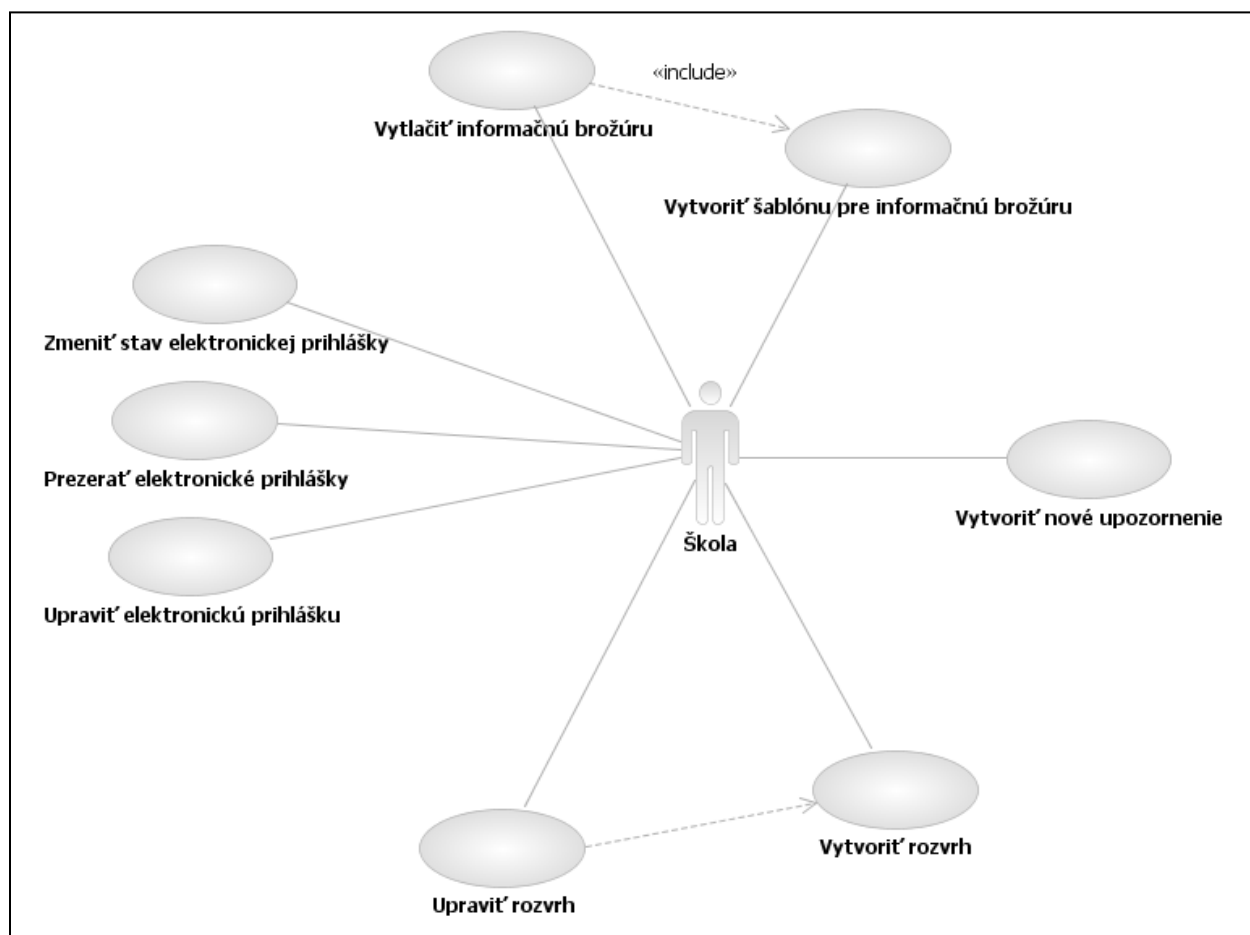 «include»
Vytlačiť informačnú brožúru
Vytvoriť šablónu pre informačnú brožúru
Zmeniť stav elektronickej prihlášky
Prezerať elektronické prihlášky
Vytvoriť nové upozornenie
Škola
Upraviť elektronickú prihlášku
Vytvoriť rozvrh
Upraviť rozvrh